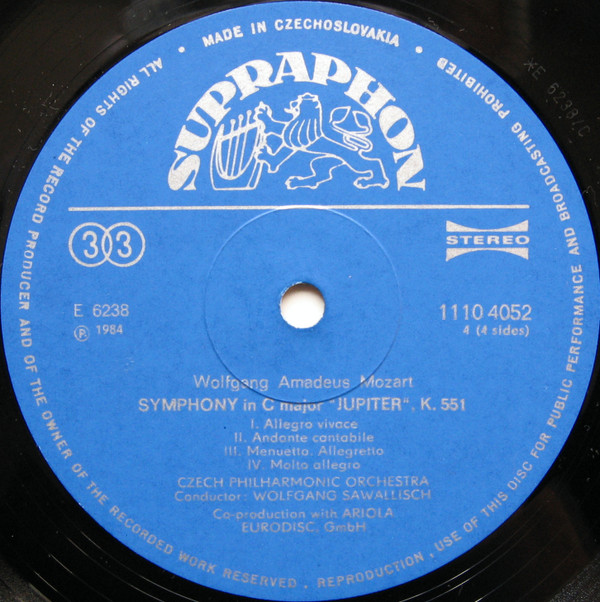 ALL RIGHTS OF THE RECORD PRODUCER AND OF THE OWNER OF THE RECORDED WORK RESERVED . REPRODUCTION , USE OF THIS DISC FOR PUBLIC PERFORMANCE AND BROADCASTING PROHIBITED
• MADE IN CZECHOSLOVAKIA •
SUPRAPHON
33
STEREO
E 6238
℗ 1984
1110 4052
4 (4 sides)
Wolfgang Amadeus Mozart
SYMPHONY in C major "JUPITER", K. 551
I. Allegro vivace
II. Andante cantabile
III. Menuetto. Allegretto
IV. Molto allegro
CZECH PHILHARMONIC ORCHESTRA
Conductor: WOLFGANG SAWALLISCH
Co-production with ARIOLA
EURODISC, GmbH